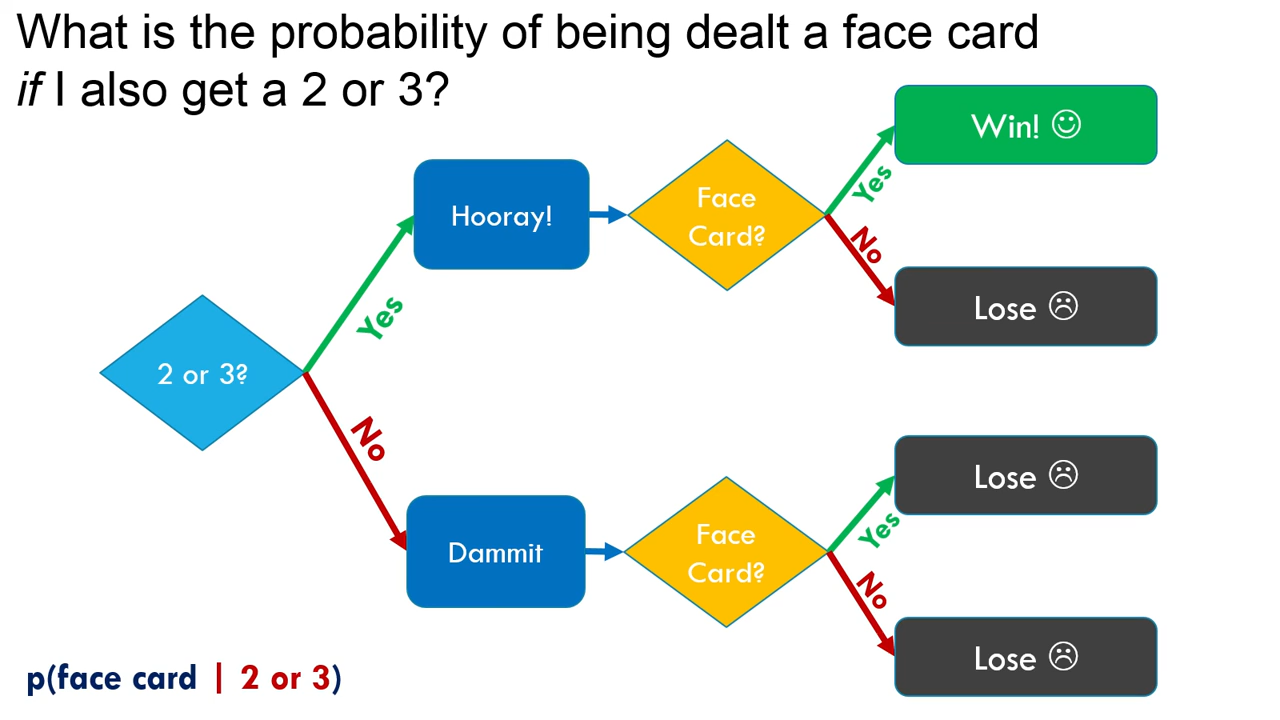 What is the probability of being dealt a face card
if I also get a 2 or 3?
Win! ☺
Yes
Face
Card?
Hooray!
No
Lose ☹
Yes
2 or 3?
No
Lose ☹
Yes
Face
Card?
Dammit
No
Lose ☹
p(face card | 2 or 3)